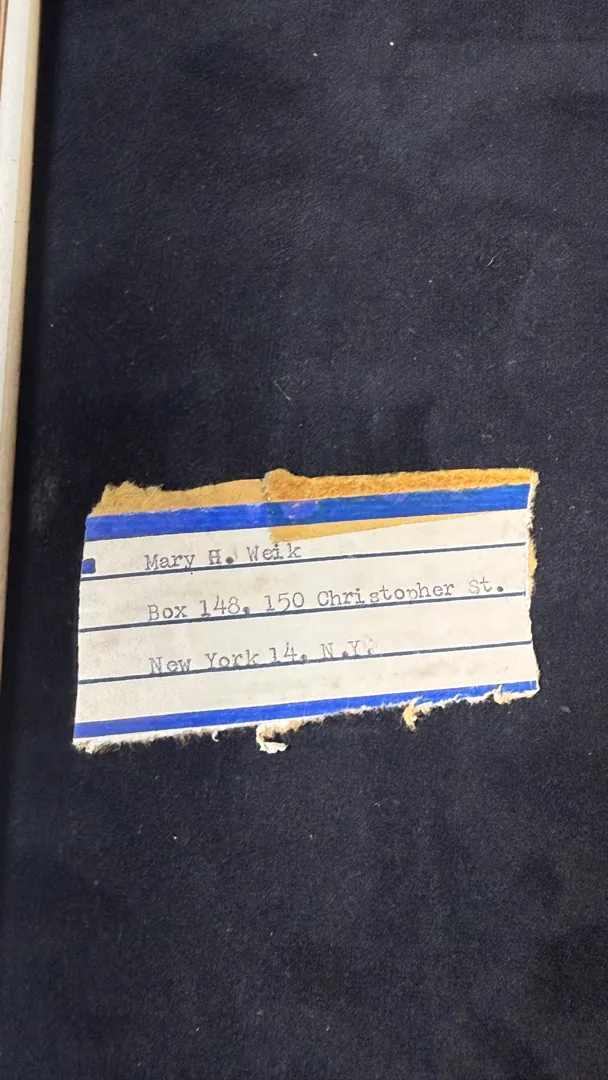 Mary H. Weik
Box 148, 150 Christopher St.
New York 14, N.Y.